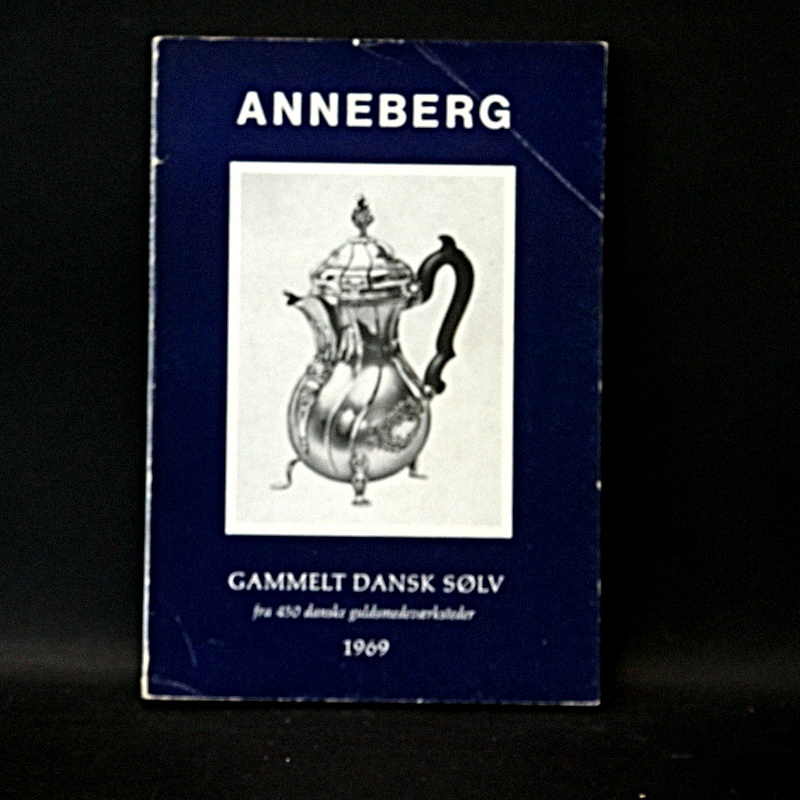 ANNEBERG
GAMMELT DANSK SØLV
fra 450 danske guldsmedeværksteder
1969